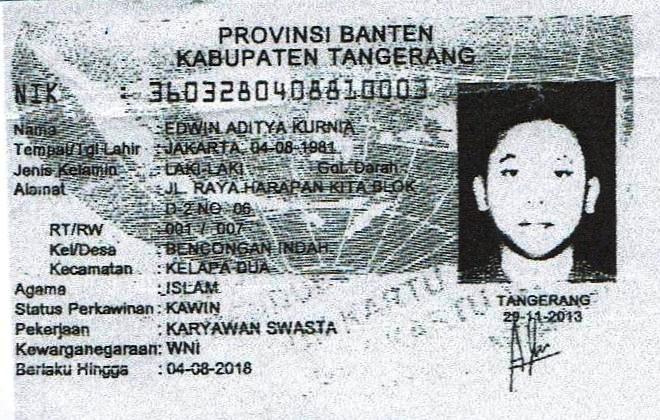 PROVINSI BANTEN
KABUPATEN TANGERANG
NIK : 3603280408810003
Nama : EDWIN ADITYA KURNIA
Tempat/Tgl Lahir : JAKARTA, 04-08-1981
Jenis Kelamin : LAKI-LAKI Gol. Darah :
Alamat : JL. RAYA HARAPAN KITA BLOK
D-2 NO 06
RT/RW : 001 / 007
Kel/Desa : BENCONGAN INDAH
Kecamatan : KELAPA DUA
Agama : ISLAM
Status Perkawinan : KAWIN
Pekerjaan : KARYAWAN SWASTA
Kewarganegaraan : WNI
Berlaku Hingga : 04-08-2018
TANGERANG
29-11-2013